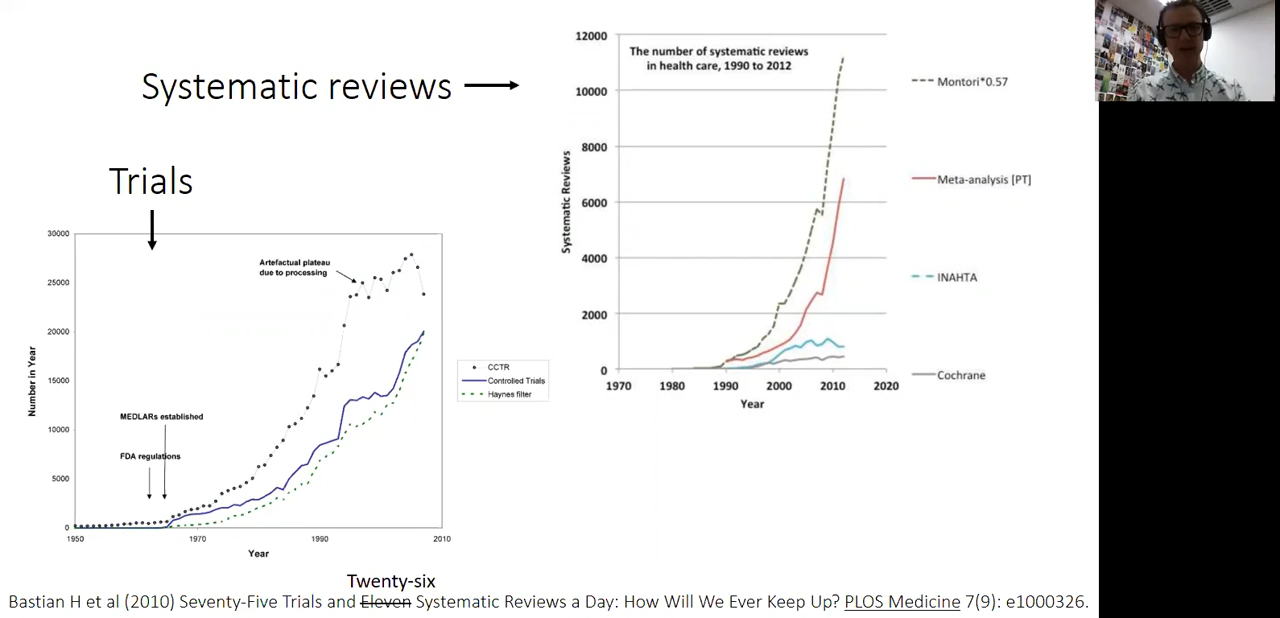 Systematic reviews
Trials
The number of systematic reviews
in health care, 1990 to 2012
12000
10000
8000
6000
4000
2000
0
Systematic Reviews
1970
1980
1990
2000
2010
2020
Year
Montori*0.57
Meta-analysis [PT]
INAHTA
Cochrane
30000
25000
20000
15000
10000
5000
0
Number in Year
Artefactual plateau
due to processing
MEDLARs established
FDA regulations
1950
1970
1990
2010
Year
CCTR
Controlled Trials
Haynes filter
Twenty-six
Bastian H et al (2010) Seventy-Five Trials and Eleven Systematic Reviews a Day: How Will We Ever Keep Up? PLOS Medicine 7(9): e1000326.